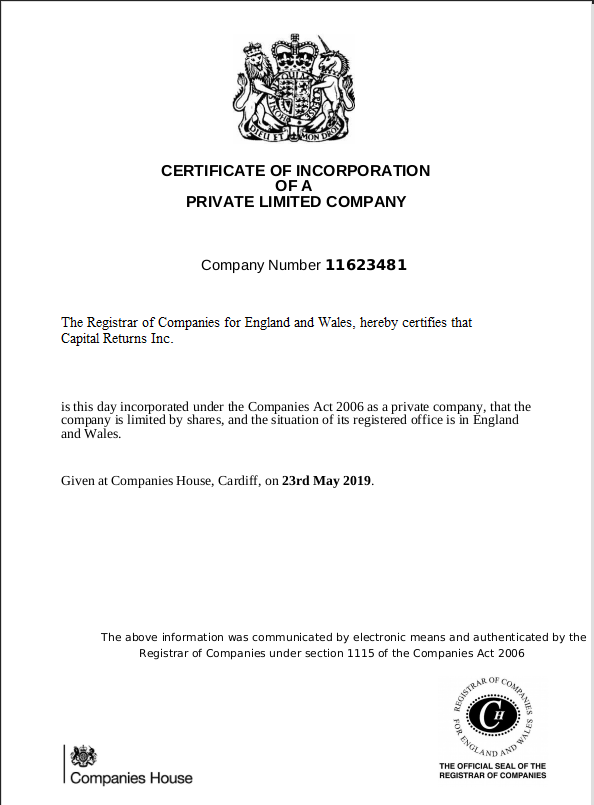 DIEU ET MON DROIT
CERTIFICATE OF INCORPORATION
OF A
PRIVATE LIMITED COMPANY
Company Number 11623481
The Registrar of Companies for England and Wales, hereby certifies that
Capital Returns Inc.
is this day incorporated under the Companies Act 2006 as a private company, that the
company is limited by shares, and the situation of its registered office is in England
and Wales.
Given at Companies House, Cardiff, on 23rd May 2019.
The above information was communicated by electronic means and authenticated by the
Registrar of Companies under section 1115 of the Companies Act 2006
REGISTRAR OF COMPANIES
FOR ENGLAND AND WALES
CH
THE OFFICIAL SEAL OF THE
REGISTRAR OF COMPANIES
Companies House